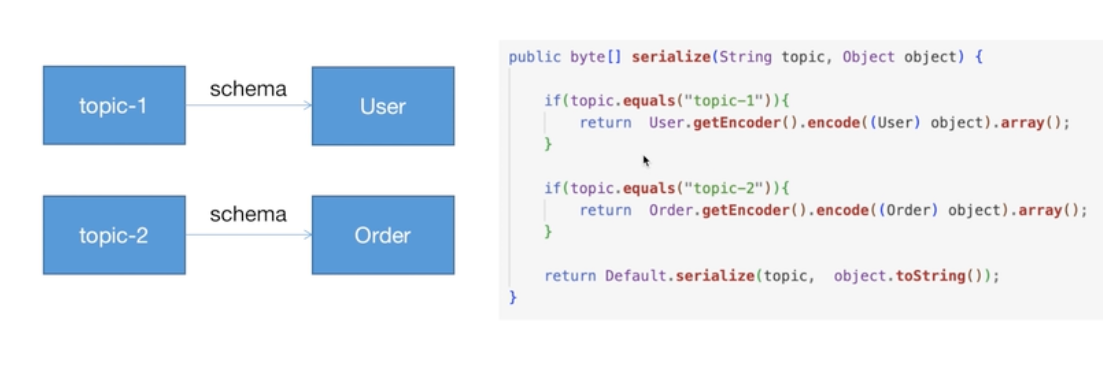 topic-1
schema
User
topic-2
schema
Order
public byte[] serialize(String topic, Object object) {
if(topic.equals("topic-1")){
return  User.getEncoder().encode((User) object).array();
}
if(topic.equals("topic-2")){
return  Order.getEncoder().encode((Order) object).array();
}
return Default.serialize(topic,  object.toString());
}